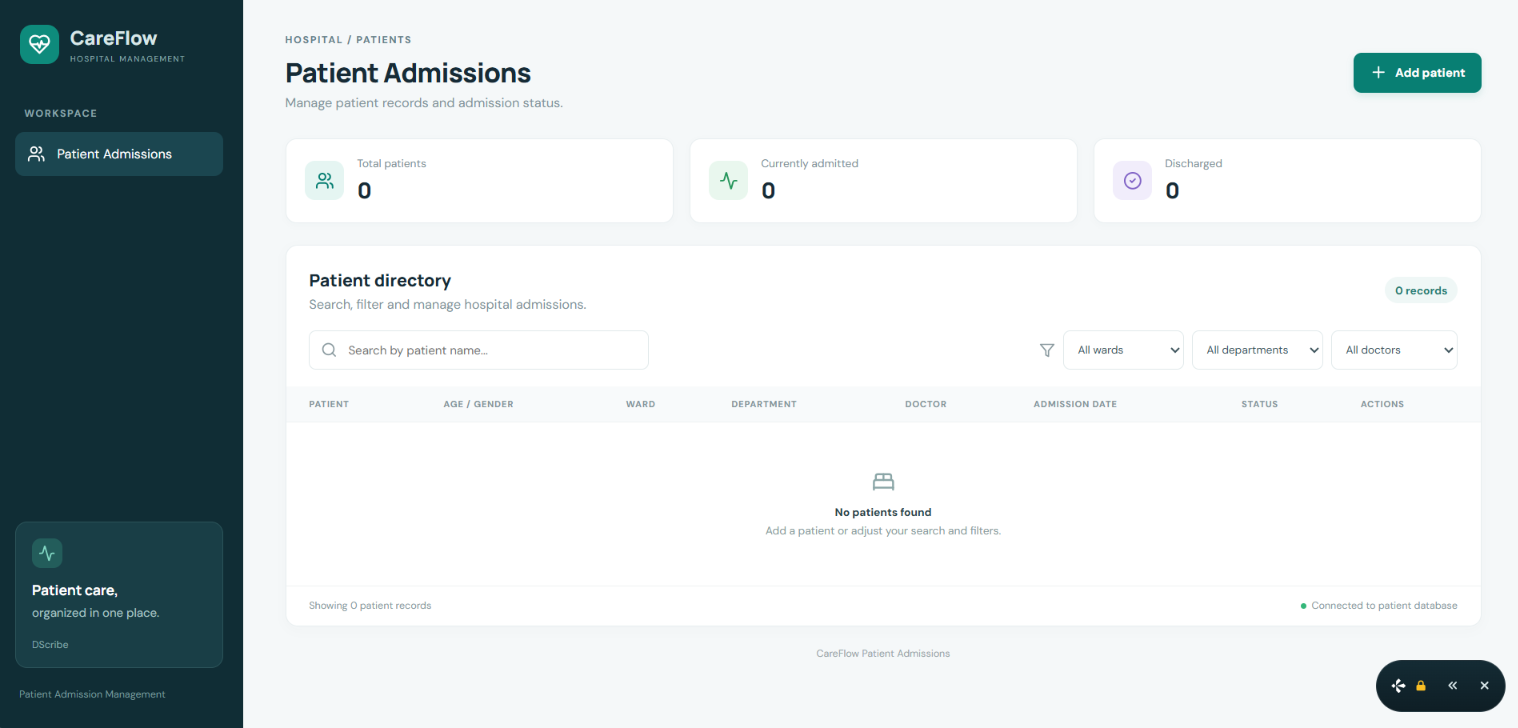 CareFlow
HOSPITAL MANAGEMENT
WORKSPACE
Patient Admissions
Patient care,
organized in one place.
DScribe
Patient Admission Management
HOSPITAL / PATIENTS
Patient Admissions
Manage patient records and admission status.
Add patient
Total patients
0
Currently admitted
0
Discharged
0
Patient directory
Search, filter and manage hospital admissions.
0 records
Search by patient name...
All wards
All departments
All doctors
PATIENT AGE / GENDER WARD DEPARTMENT DOCTOR ADMISSION DATE STATUS ACTIONS
No patients found
Add a patient or adjust your search and filters.
Showing 0 patient records
Connected to patient database
CareFlow Patient Admissions